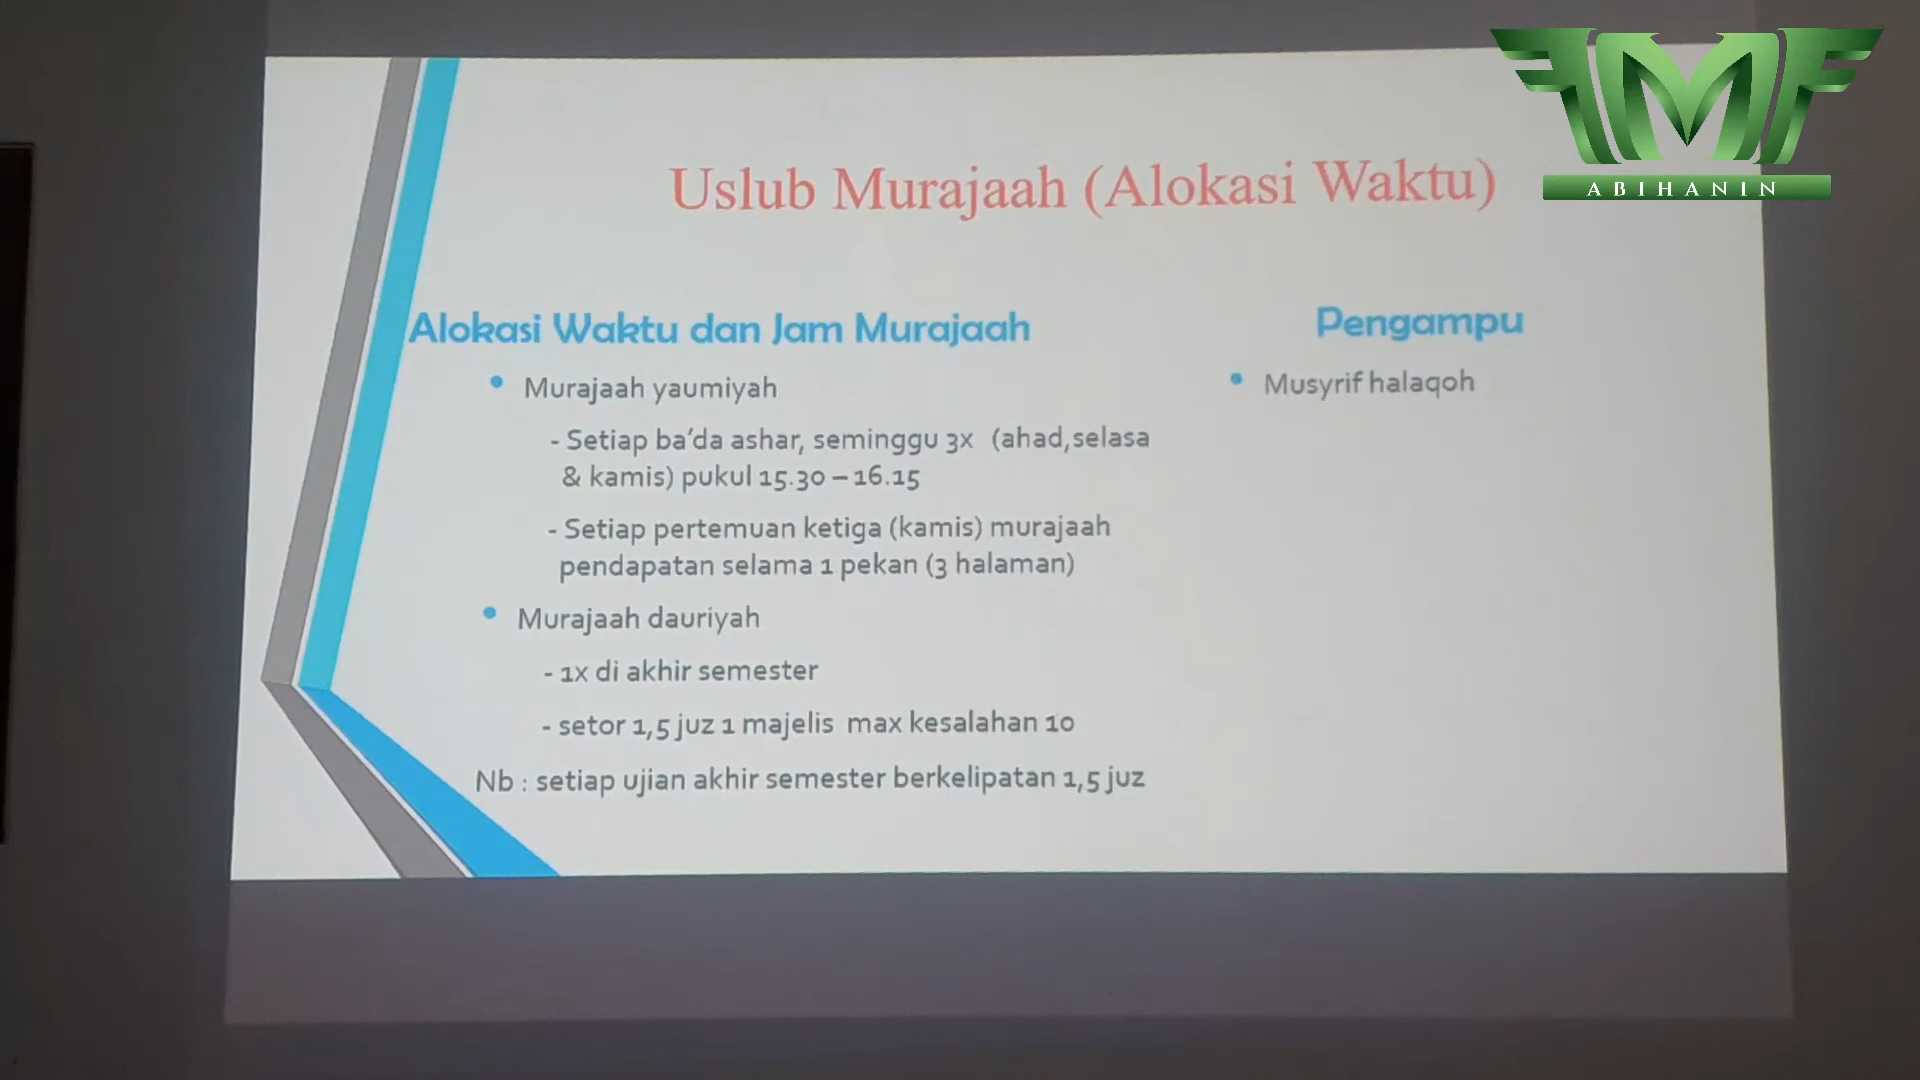 ABIHANIN
Uslub Murajaah (Alokasi Waktu)
Alokasi Waktu dan Jam Murajaah
• Murajaah yaumiyah
- Setiap ba'da ashar, seminggu 3x (ahad,selasa
& kamis) pukul 15.30 – 16.15
- Setiap pertemuan ketiga (kamis) murajaah
pendapatan selama 1 pekan (3 halaman)
• Murajaah dauriyah
- 1x di akhir semester
- setor 1,5 juz 1 majelis max kesalahan 10
Nb : setiap ujian akhir semester berkelipatan 1,5 juz
Pengampu
• Musyrif halaqoh